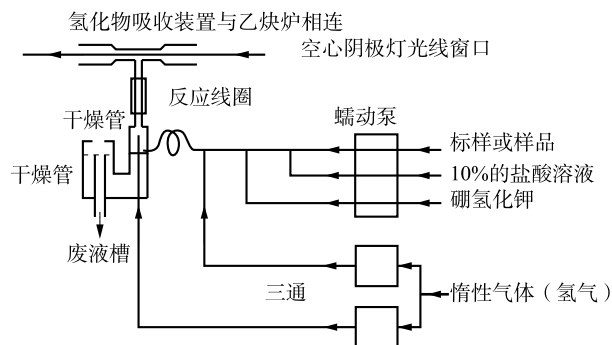 氢化物吸收装置与乙炔炉相连
空心阴极灯光线窗口
反应线圈
干燥管
蠕动泵
标样或样品
干燥管
10%的盐酸溶液
硼氢化钾
废液槽
三通
惰性气体（氩气）